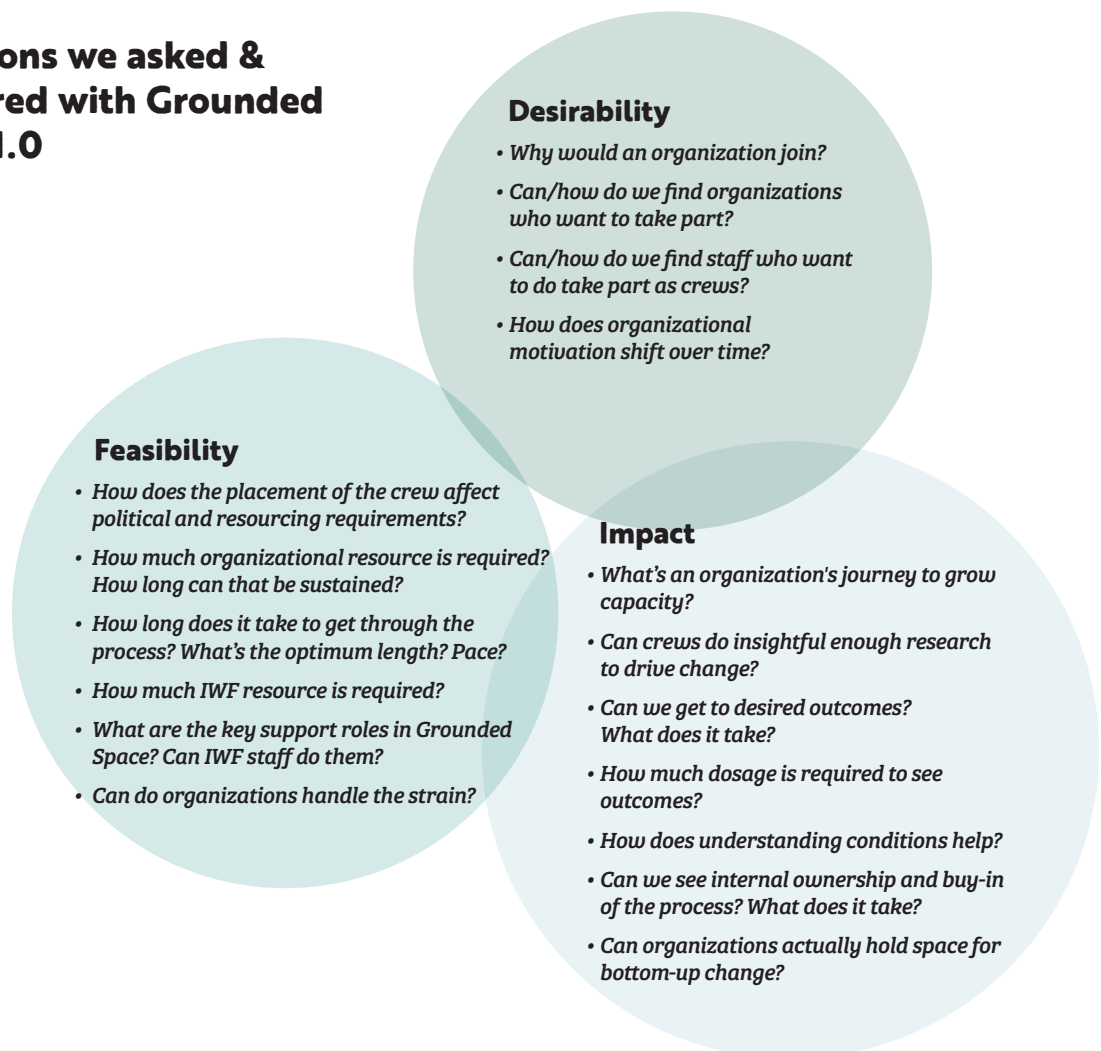 ons we asked &
red with Grounded
1.0
Desirability
• Why would an organization join?
• Can/how do we find organizations
who want to take part?
• Can/how do we find staff who want
to do take part as crews?
• How does organizational
motivation shift over time?
Feasibility
• How does the placement of the crew affect
political and resourcing requirements?
• How much organizational resource is required?
How long can that be sustained?
• How long does it take to get through the
process? What's the optimum length? Pace?
• How much IWF resource is required?
• What are the key support roles in Grounded
Space? Can IWF staff do them?
• Can do organizations handle the strain?
Impact
• What's an organization's journey to grow
capacity?
• Can crews do insightful enough research
to drive change?
• Can we get to desired outcomes?
What does it take?
• How much dosage is required to see
outcomes?
• How does understanding conditions help?
• Can we see internal ownership and buy-in
of the process? What does it take?
• Can organizations actually hold space for
bottom-up change?